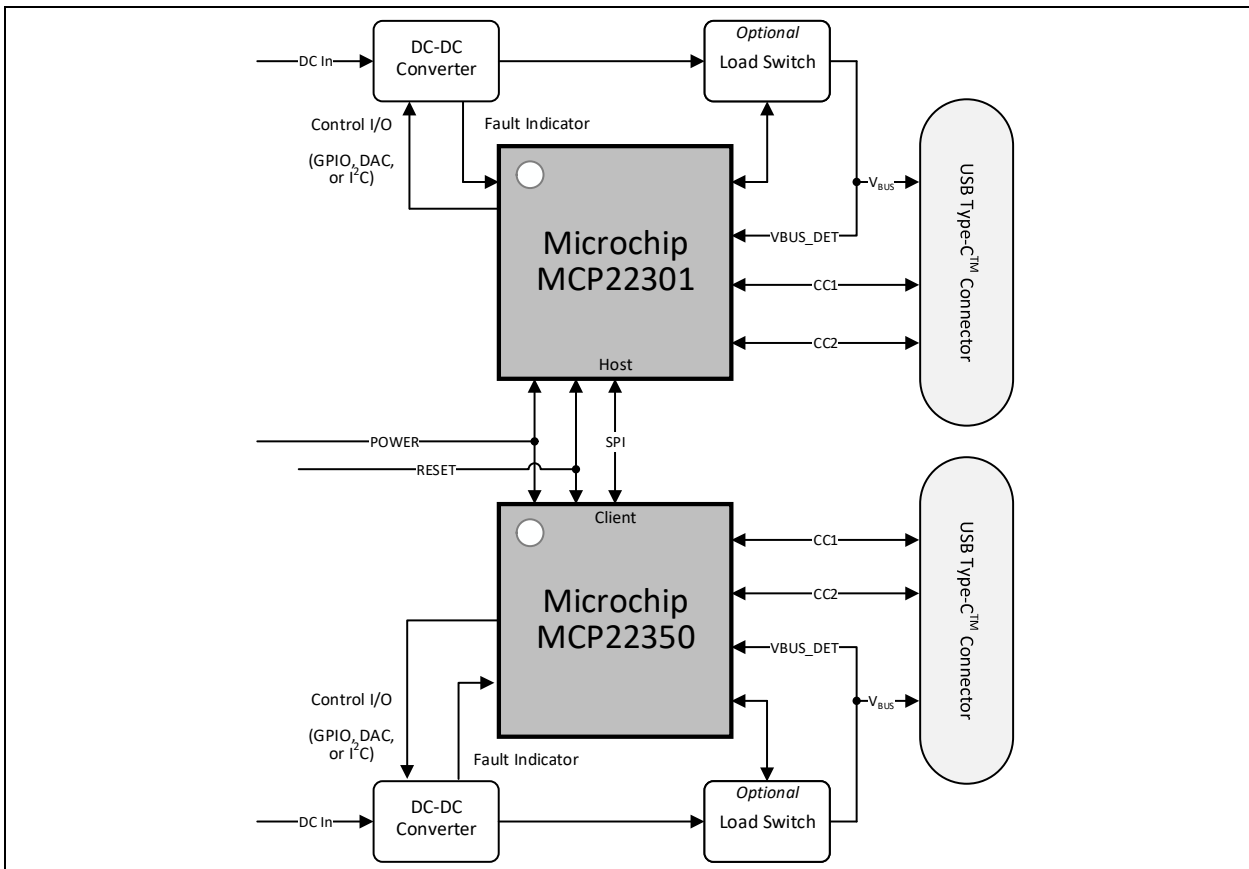 DC In
DC-DC
Converter
Optional
Load Switch
Control I/O
(GPIO, DAC,
or I²C)
Fault Indicator
Microchip
MCP22301
Host
VBUS_DET
VBUS
CC1
CC2
USB Type-C™ Connector
POWER
RESET
SPI
Client
Microchip
MCP22350
CC1
CC2
VBUS_DET
VBUS
USB Type-C™ Connector
Control I/O
(GPIO, DAC,
or I²C)
Fault Indicator
DC In
DC-DC
Converter
Optional
Load Switch